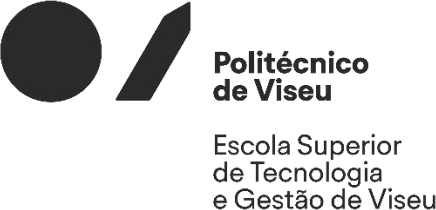 Politécnico
de Viseu
Escola Superior
de Tecnologia
e Gestão de Viseu